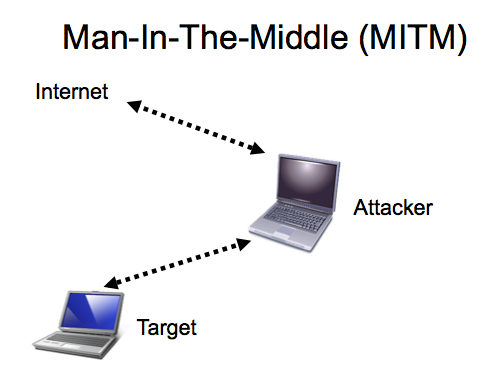 Man-In-The-Middle (MITM)
Internet
Attacker
Target